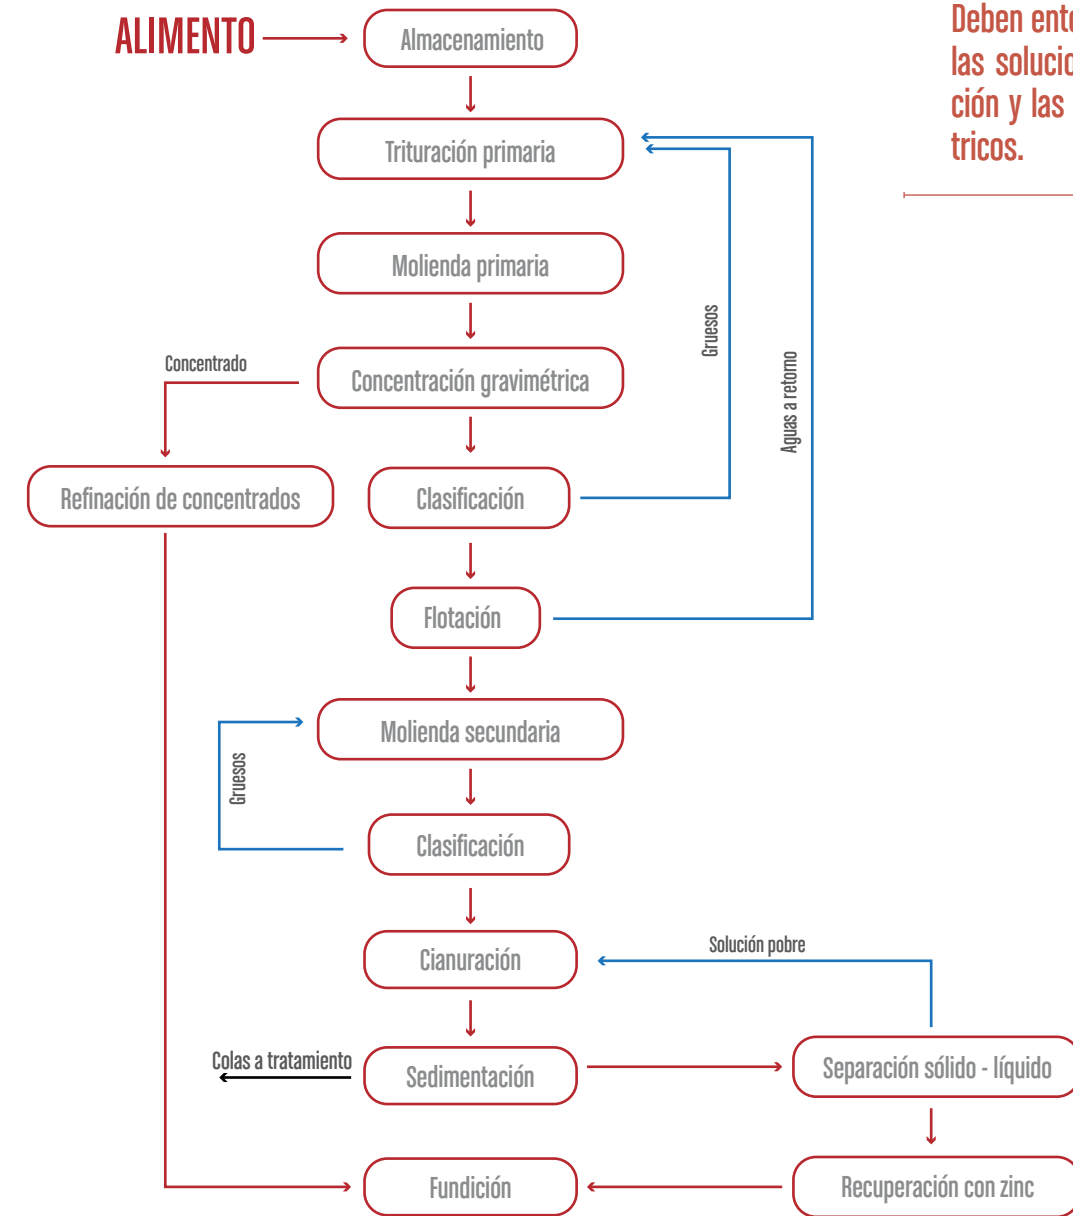 Deben
las
ción y las
tricos.
ALIMENTO
Almacenamiento
Trituración primaria
Molienda primaria
Gruesos
Aguas a retorno
Concentrado
Concentración gravimétrica
Refinación de concentrados
Clasificación
Flotación
Molienda secundaria
Gruesos
Clasificación
Cianuración
Solución pobre
Colas a tratamiento
Sedimentación
Separación sólido - líquido
Fundición
Recuperación con zinc